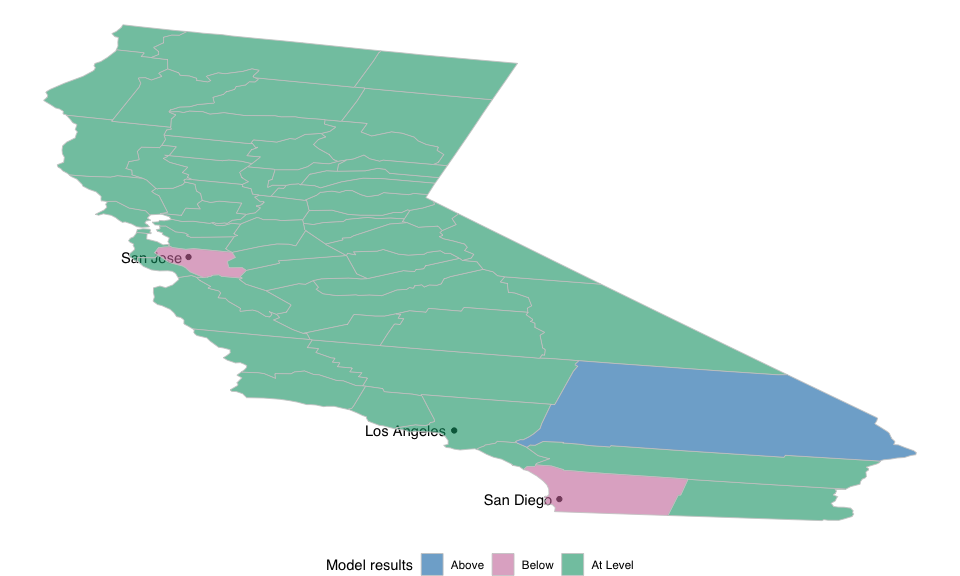 San Jose
Los Angeles
San Diego
Model results Above Below At Level